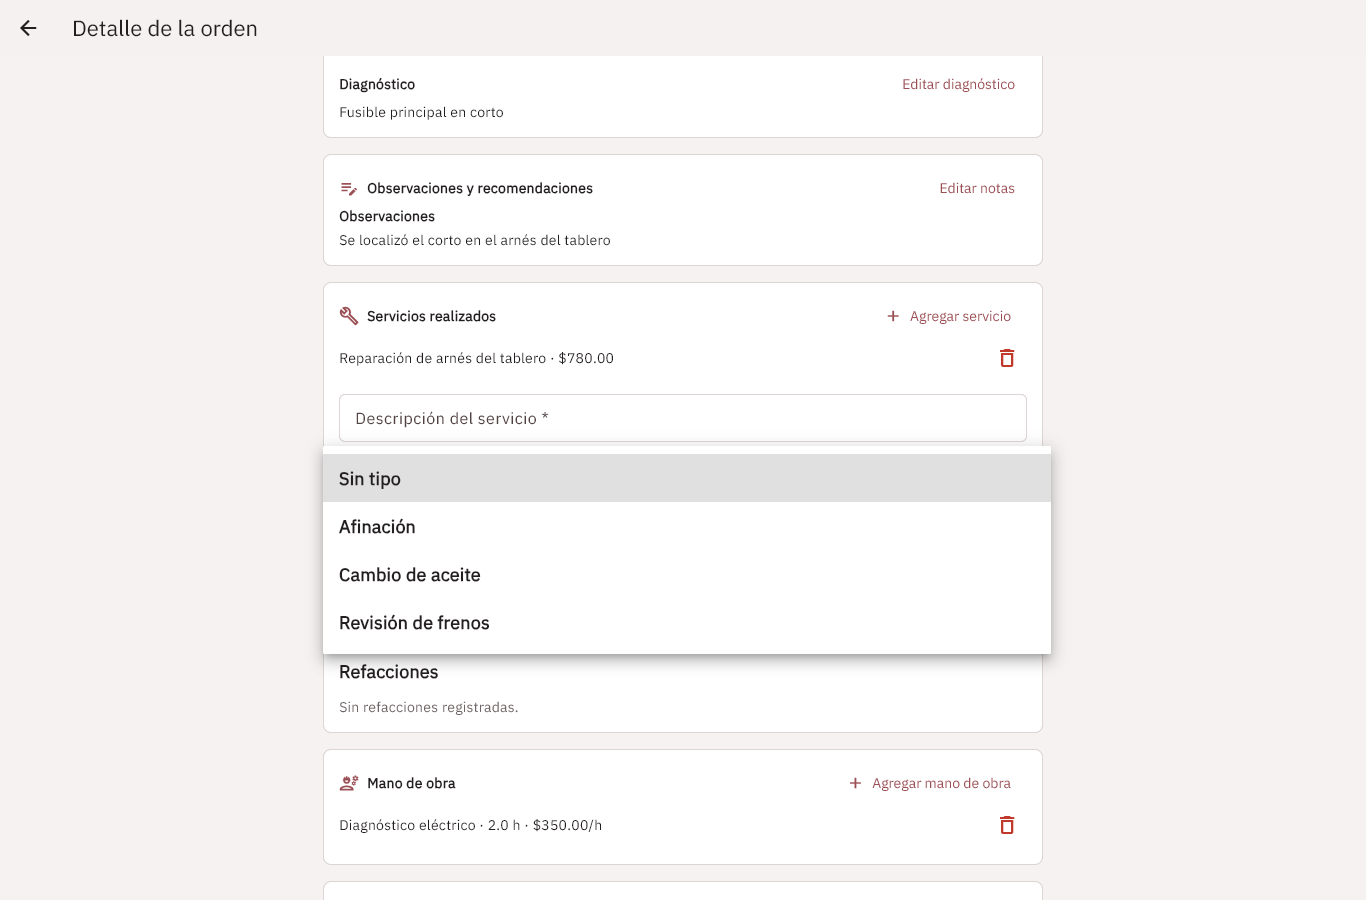 Detalle de la orden
Diagnóstico
Editar diagnóstico
Fusible principal en corto
Observaciones y recomendaciones
Editar notas
Observaciones
Se localizó el corto en el arnés del tablero
Servicios realizados
+ Agregar servicio
Reparación de arnés del tablero · $780.00
Descripción del servicio *
Sin tipo
Afinación
Cambio de aceite
Revisión de frenos
Refacciones
Sin refacciones registradas.
Mano de obra
+ Agregar mano de obra
Diagnóstico eléctrico · 2.0 h · $350.00/h